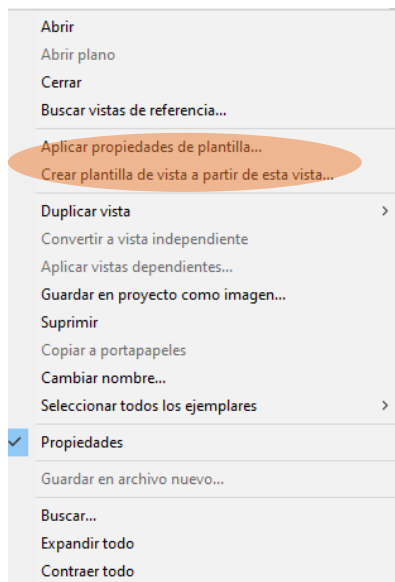 Abrir
Abrir plano
Cerrar
Buscar vistas de referencia...
Aplicar propiedades de plantilla...
Crear plantilla de vista a partir de esta vista...
Duplicar vista
Convertir a vista independiente
Aplicar vistas dependientes...
Guardar en proyecto como imagen...
Suprimir
Copiar a portapapeles
Cambiar nombre...
Seleccionar todos los ejemplares
Propiedades
Guardar en archivo nuevo...
Buscar...
Expandir todo
Contraer todo